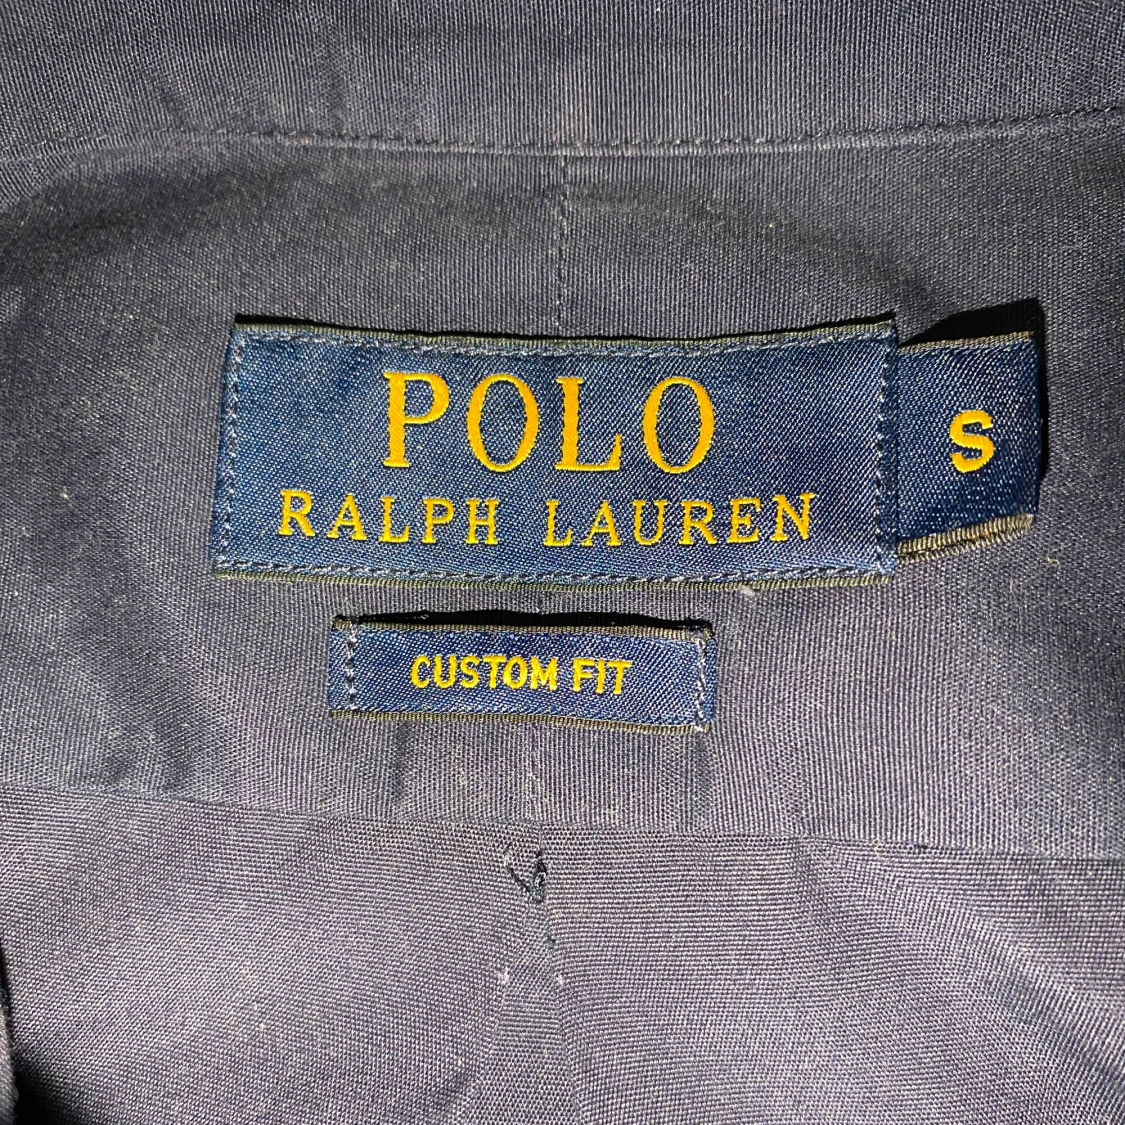 POLO
RALPH LAUREN
S
CUSTOM FIT